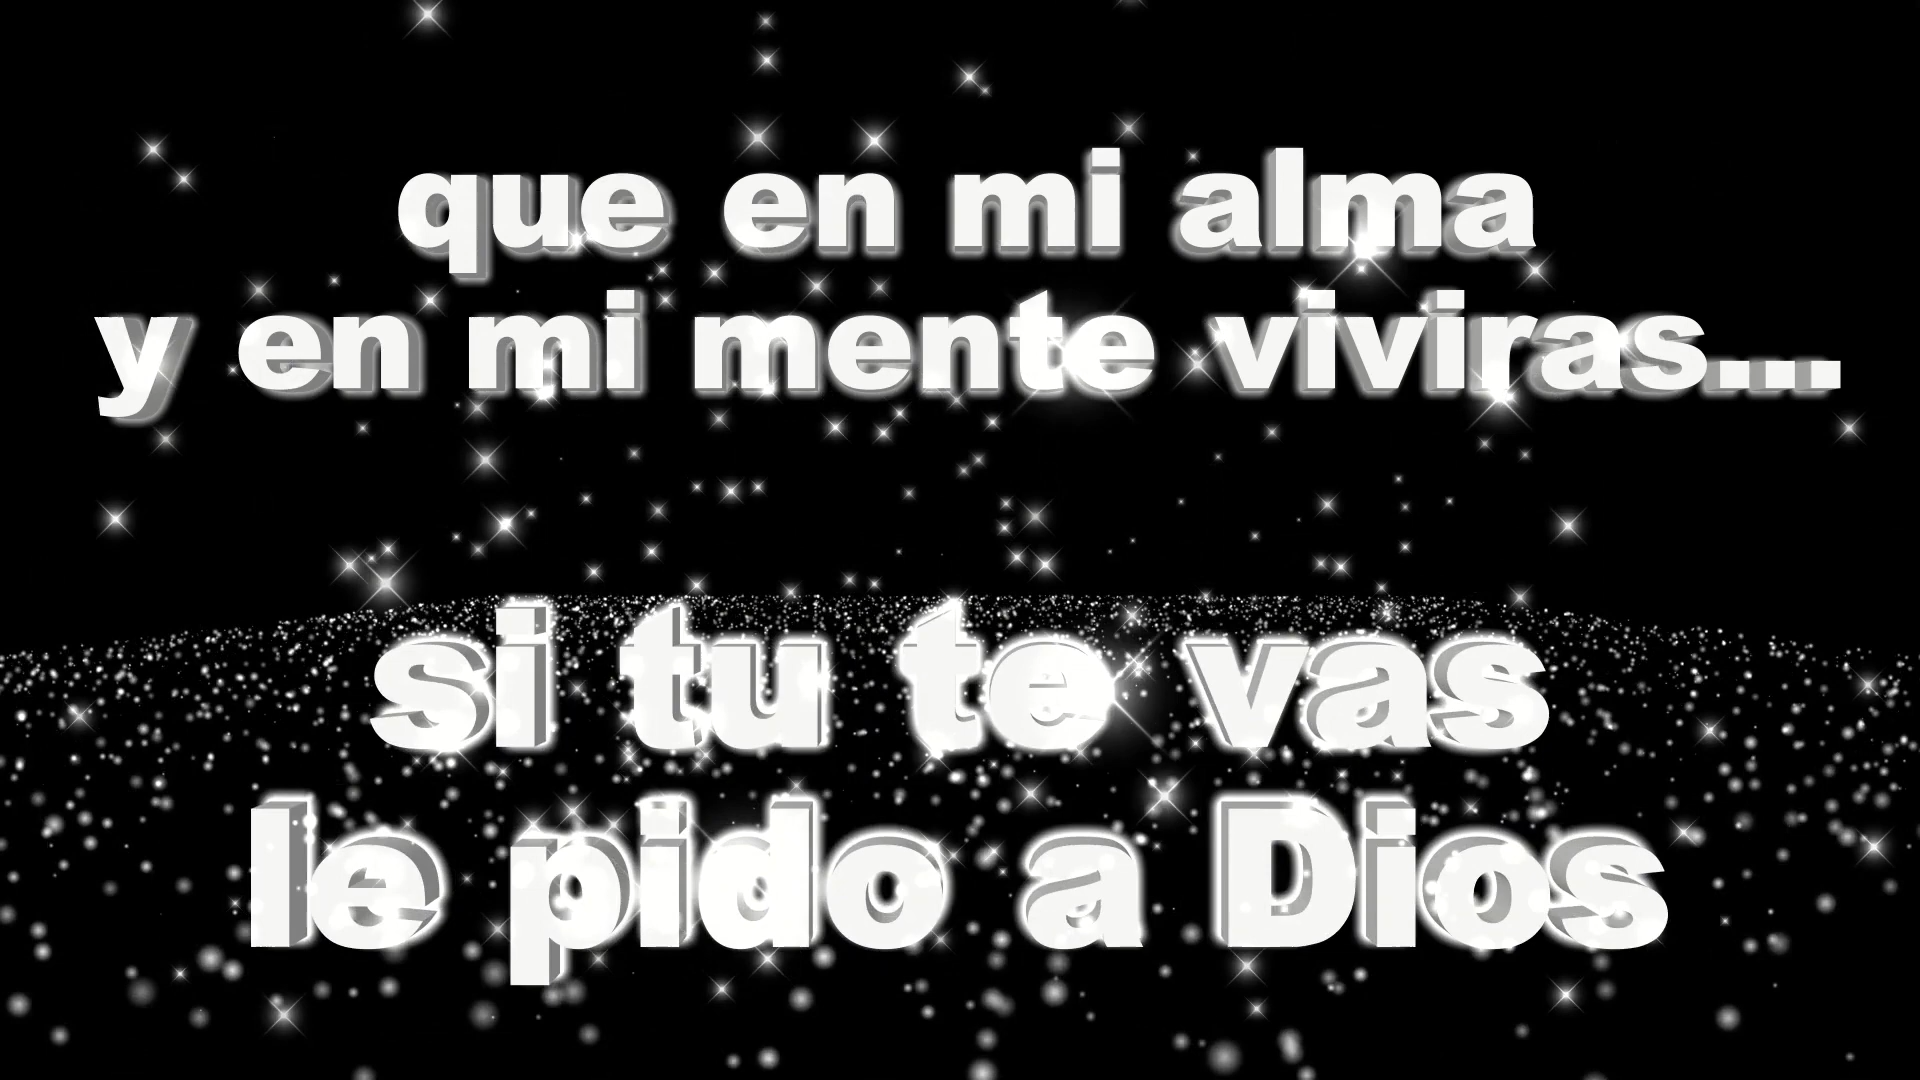 que en mi alma
y en mi mente viviras...
si tu te vas
le pido a Dios